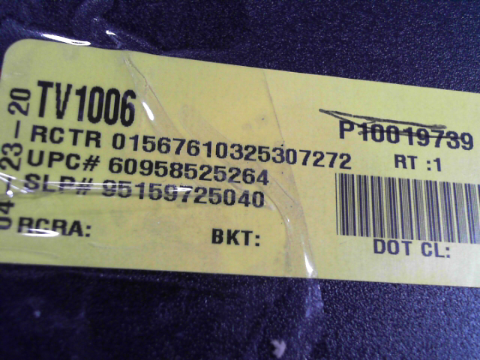 TV1006
P10019739
RCTR 01567610325307272
RT :1
UPC# 60958525264
SLP# 95159725040
RCRA:
BKT:
DOT CL:
04-23-20